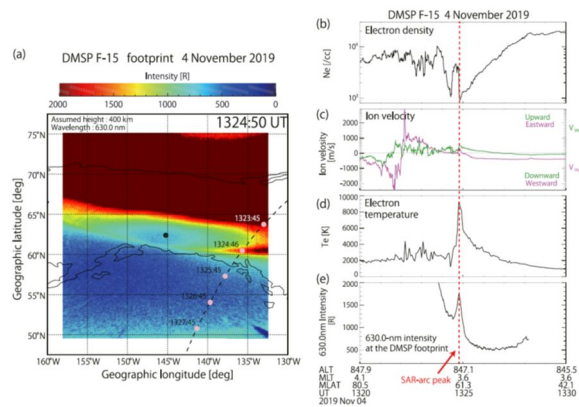 (a)
DMSP F-15 footprint 4 November 2019
Intensity [R]
2000 1500 1000 500 0
Assumed height : 400 km
Wavelength : 630.0 nm
1324:50 UT
75°N
70°N
65°N
60°N
55°N
50°N
1323:45
1324:46
1325:45
1326:45
1327:45
160°W 155°W 150°W 145°W 140°W 135°W 130°W
Geographic latitude [deg]
Geographic longitude [deg]
DMSP F-15 4 November 2019
(b)
Electron density
Ne [/cc]
(c)
Ion velocity
Upward
Eastward
Downward
Westward
Ion velocity
[m/s]
2000
1000
0
-1000
-2000
(d)
Electron
temperature
Te [K]
10000
8000
6000
4000
2000
0
(e)
630.0nm Intensity
[R]
2000
1500
1000
500
0
630.0-nm intensity
at the DMSP footprint
SAR-arc peak
ALT 847.9 847.1 845.5
MLT 4.1 3.6 3.6
MLAT 80.5 61.3 42.1
UT 1320 1325 1330
2019 Nov 04